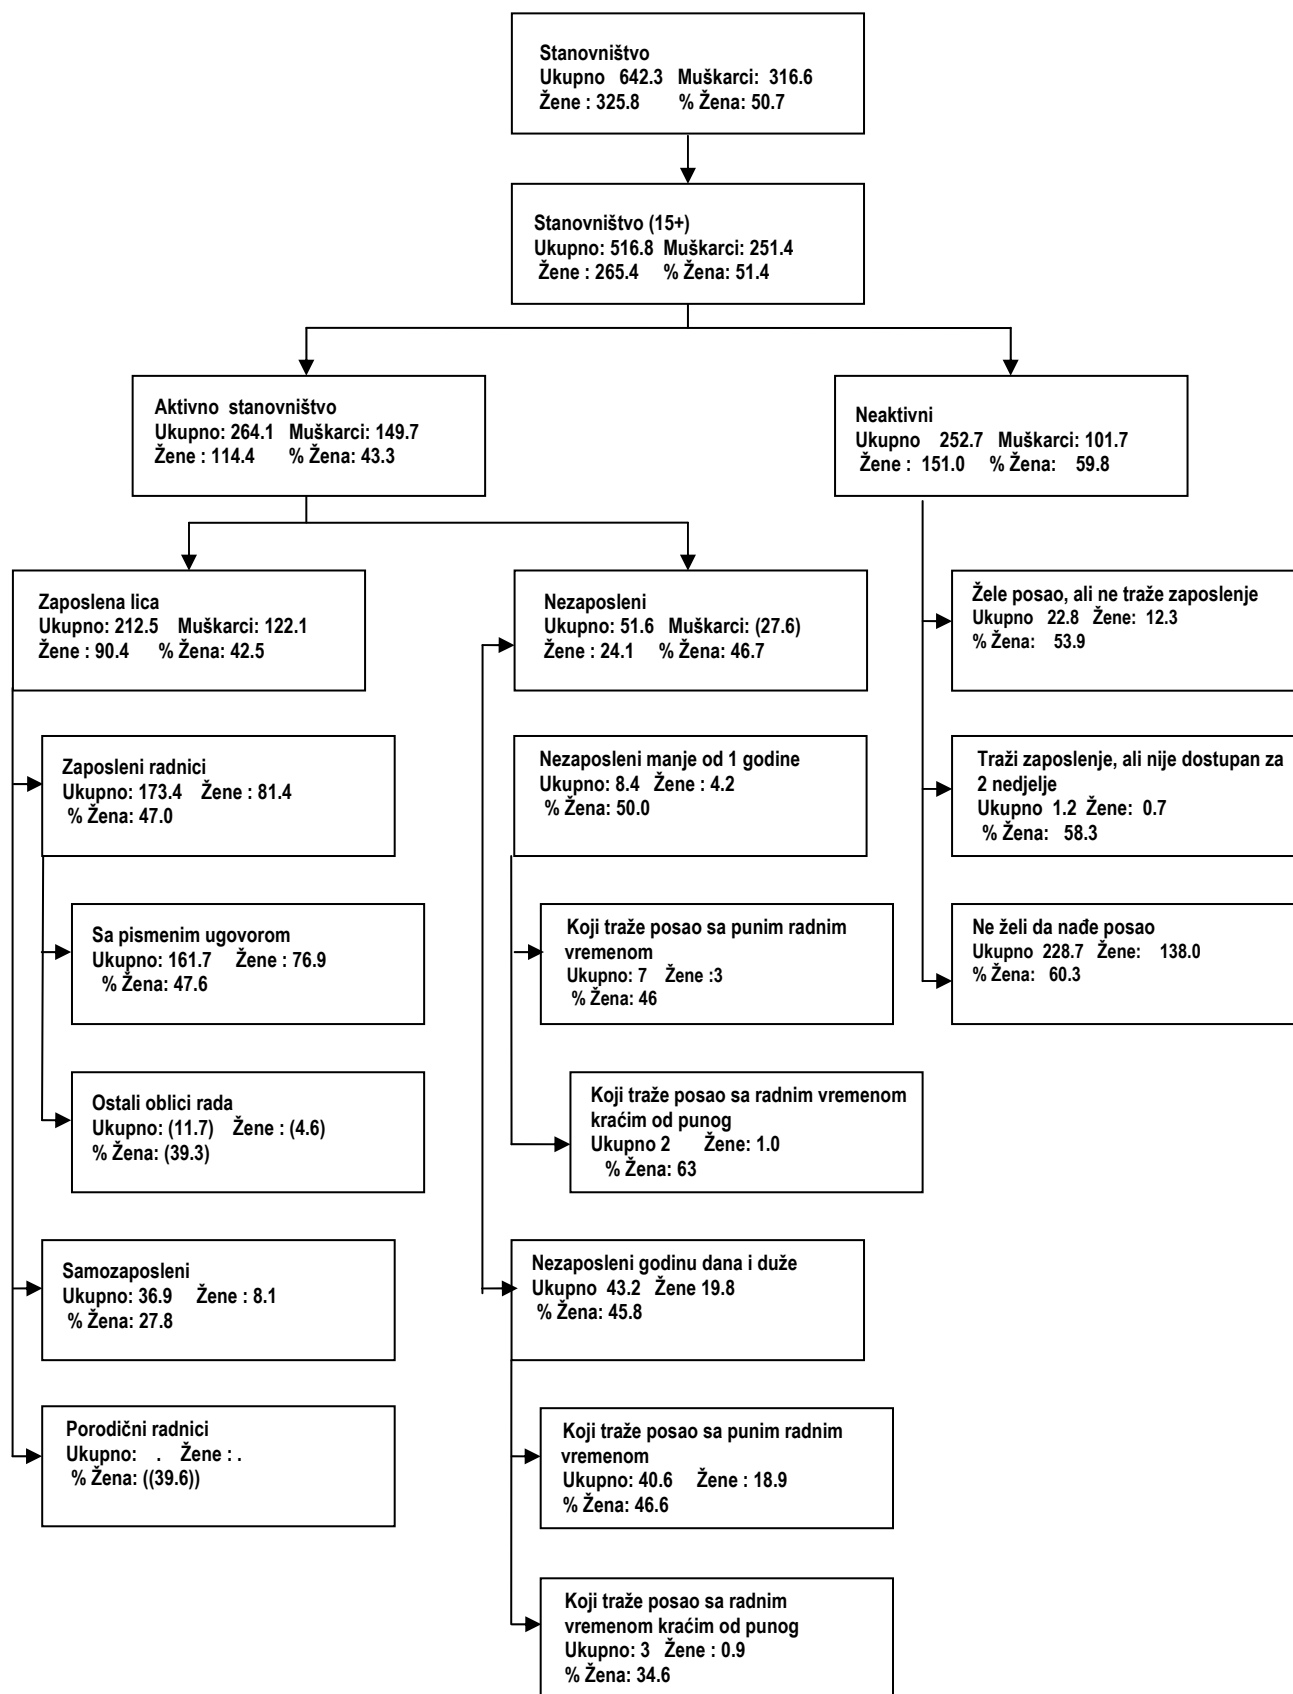 Stanovništvo
Ukupno 642.3 Muškarci: 316.6
Žene : 325.8 % Žena: 50.7
Stanovništvo (15+)
Ukupno: 516.8 Muškarci: 251.4
Žene : 265.4 % Žena: 51.4
Aktivno stanovništvo
Ukupno: 264.1 Muškarci: 149.7
Žene : 114.4 % Žena: 43.3
Neaktivni
Ukupno 252.7 Muškarci: 101.7
Žene : 151.0 % Žena: 59.8
Zaposlena lica
Ukupno: 212.5 Muškarci: 122.1
Žene : 90.4 % Žena: 42.5
Zaposleni radnici
Ukupno: 173.4 Žene : 81.4
% Žena: 47.0
Sa pismenim ugovorom
Ukupno: 161.7 Žene : 76.9
% Žena: 47.6
Ostali oblici rada
Ukupno: (11.7) Žene : (4.6)
% Žena: (39.3)
Samozaposleni
Ukupno: 36.9 Žene : 8.1
% Žena: 27.8
Porodični radnici
Ukupno: . Žene : .
% Žena: ((39.6))
Nezaposleni
Ukupno: 51.6 Muškarci: (27.6)
Žene : 24.1 % Žena: 46.7
Nezaposleni manje od 1 godine
Ukupno: 8.4 Žene : 4.2
% Žena: 50.0
Koji traže posao sa punim radnim
vremenom
Ukupno: 7 Žene :3
% Žena: 46
Koji traže posao sa radnim vremenom
kraćim od punog
Ukupno 2 Žene: 1.0
% Žena: 63
Nezaposleni godinu dana i duže
Ukupno 43.2 Žene 19.8
% Žena: 45.8
Koji traže posao sa punim radnim
vremenom
Ukupno: 40.6 Žene : 18.9
% Žena: 46.6
Koji traže posao sa radnim
vremenom kraćim od punog
Ukupno: 3 Žene : 0.9
% Žena: 34.6
Žele posao, ali ne traže zaposlenje
Ukupno 22.8 Žene: 12.3
% Žena: 53.9
Traži zaposlenje, ali nije dostupan za
2 nedjelje
Ukupno 1.2 Žene: 0.7
% Žena: 58.3
Ne želi da nađe posao
Ukupno 228.7 Žene: 138.0
% Žena: 60.3